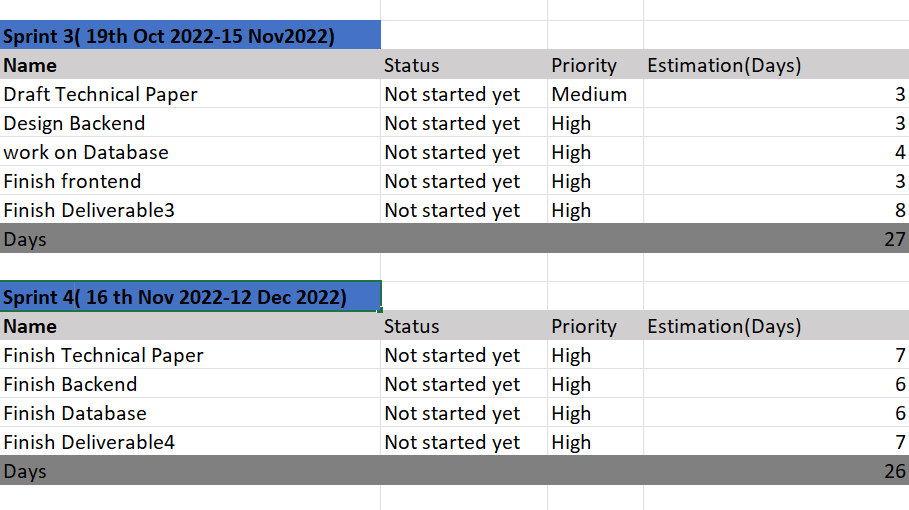 Sprint 3( 19th Oct 2022-15 Nov2022)
Name Status Priority Estimation(Days)
Draft Technical Paper Not started yet Medium 3
Design Backend Not started yet High 3
work on Database Not started yet High 4
Finish frontend Not started yet High 3
Finish Deliverable3 Not started yet High 8
Days 27
Sprint 4( 16 th Nov 2022-12 Dec 2022)
Name Status Priority Estimation(Days)
Finish Technical Paper Not started yet High 7
Finish Backend Not started yet High 6
Finish Database Not started yet High 6
Finish Deliverable4 Not started yet High 7
Days 26